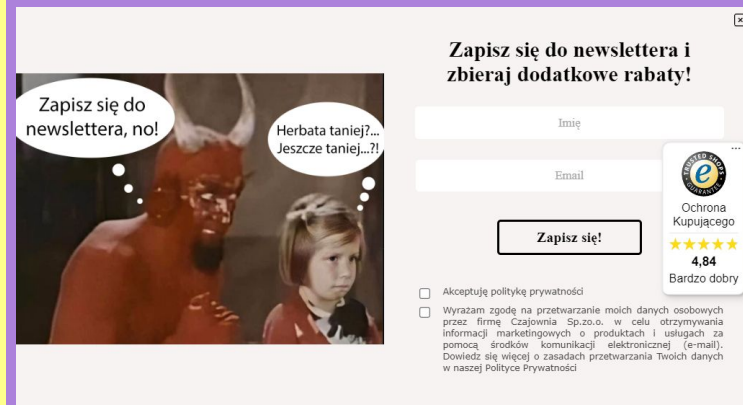 Zapisz się do
newslettera, no!
Herbata taniej?...
Jeszcze taniej...?!
Zapisz się do newslettera i
zbieraj dodatkowe rabaty!
Imię
Email
Zapisz się!
Akceptuję politykę prywatności
Wyrażam zgodę na przetwarzanie moich danych osobowych
przez firmę Czajownia Sp.zo.o. w celu otrzymywania
informacji marketingowych o produktach i usługach za
pomocą środków komunikacji elektronicznej (e-mail).
Dowiedz się więcej o zasadach przetwarzania Twoich danych
w naszej Polityce Prywatności
TRUSTED SHOPS
e
GUARANTEE
Ochrona
Kupującego
4,84
Bardzo dobry